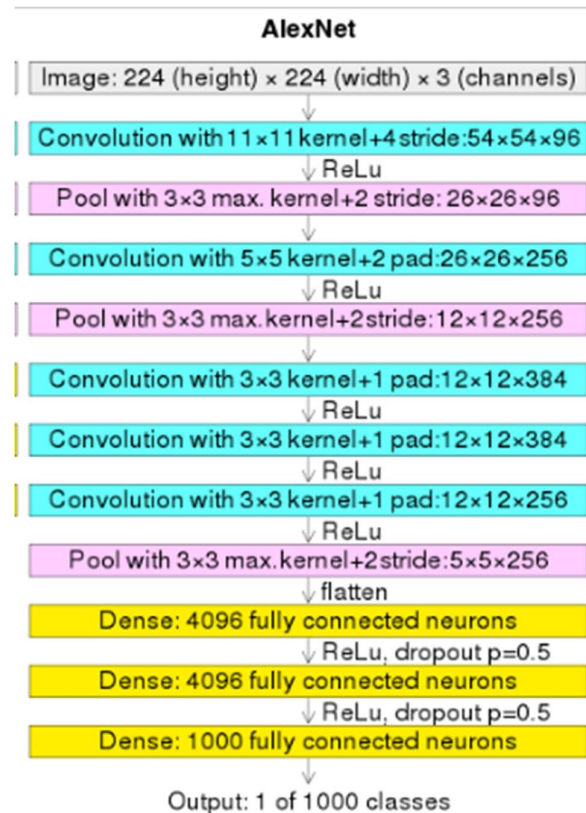 AlexNet
Image: 224 (height) × 224 (width) × 3 (channels)
Convolution with 11×11 kernel+4 stride:54×54×96
ReLu
Pool with 3×3 max. kernel+2 stride: 26×26×96
Convolution with 5×5 kernel+2 pad:26×26×256
ReLu
Pool with 3×3 max.kernel+2stride:12×12×256
Convolution with 3×3 kernel+1 pad:12×12×384
ReLu
Convolution with 3×3 kernel+1 pad:12×12×384
ReLu
Convolution with 3×3 kernel+1 pad:12×12×256
ReLu
Pool with 3×3 max.kernel+2stride:5×5×256
flatten
Dense: 4096 fully connected neurons
ReLu, dropout p=0.5
Dense: 4096 fully connected neurons
ReLu, dropout p=0.5
Dense: 1000 fully connected neurons
Output: 1 of 1000 classes